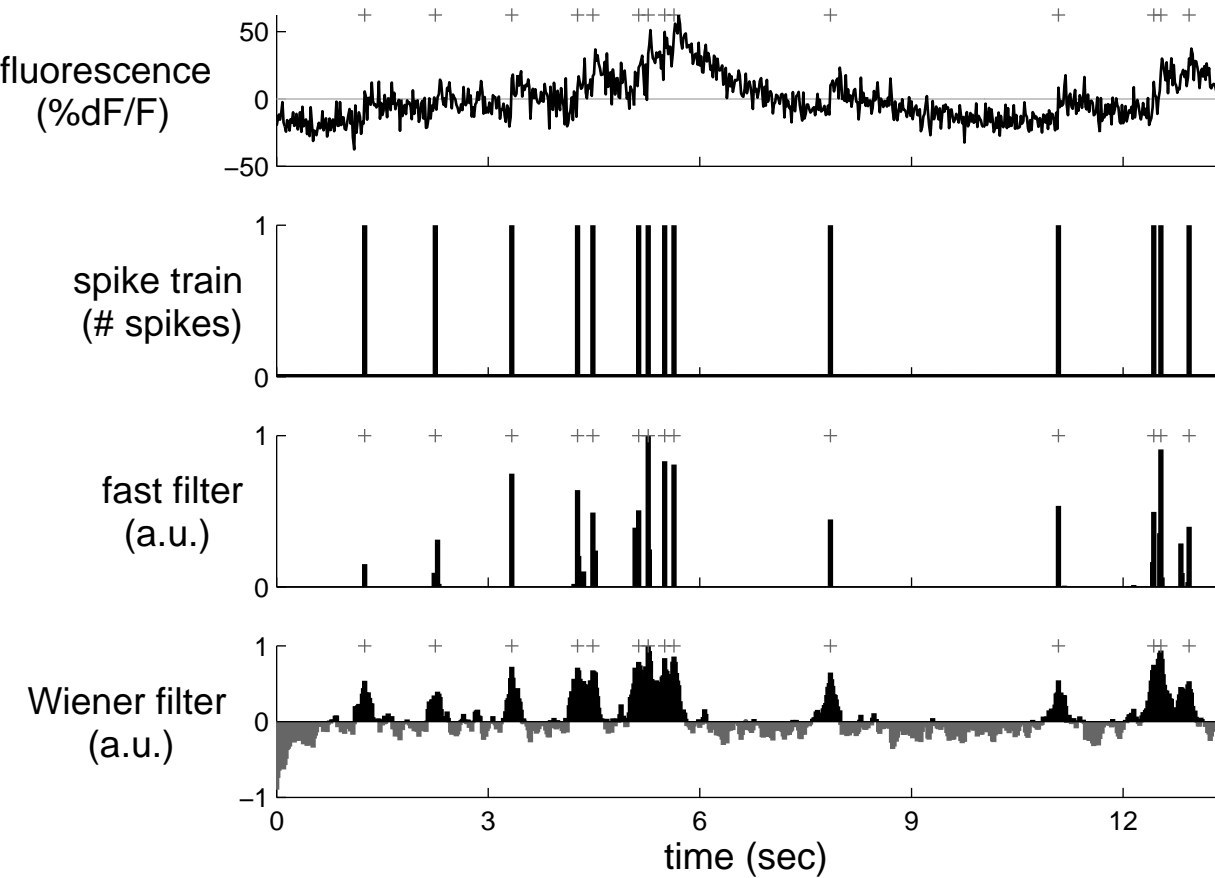 fluorescence
(%dF/F)
50
0
−50
spike train
(# spikes)
1
0
fast filter
(a.u.)
1
0
Wiener filter
(a.u.)
1
0
−1
0 3 6 9 12
time (sec)